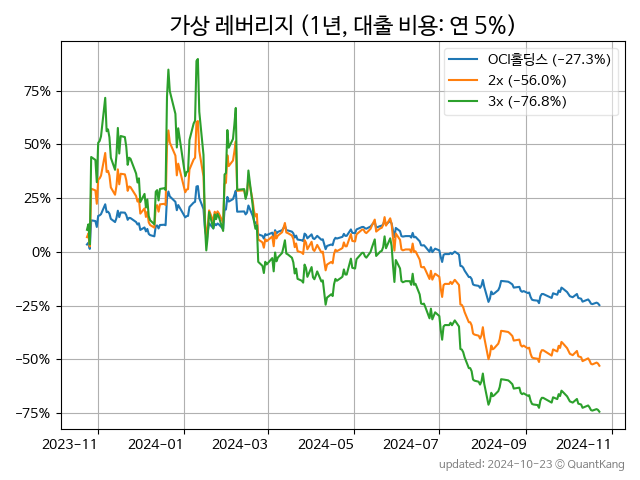 가상 레버리지 (1년, 대출 비용: 연 5%)
OCI홀딩스 (−27.3%)
2x (−56.0%)
3x (−76.8%)
75%
50%
25%
0%
−25%
−50%
−75%
2023-11 2024-01 2024-03 2024-05 2024-07 2024-09 2024-11
updated: 2024-10-23 © QuantKang